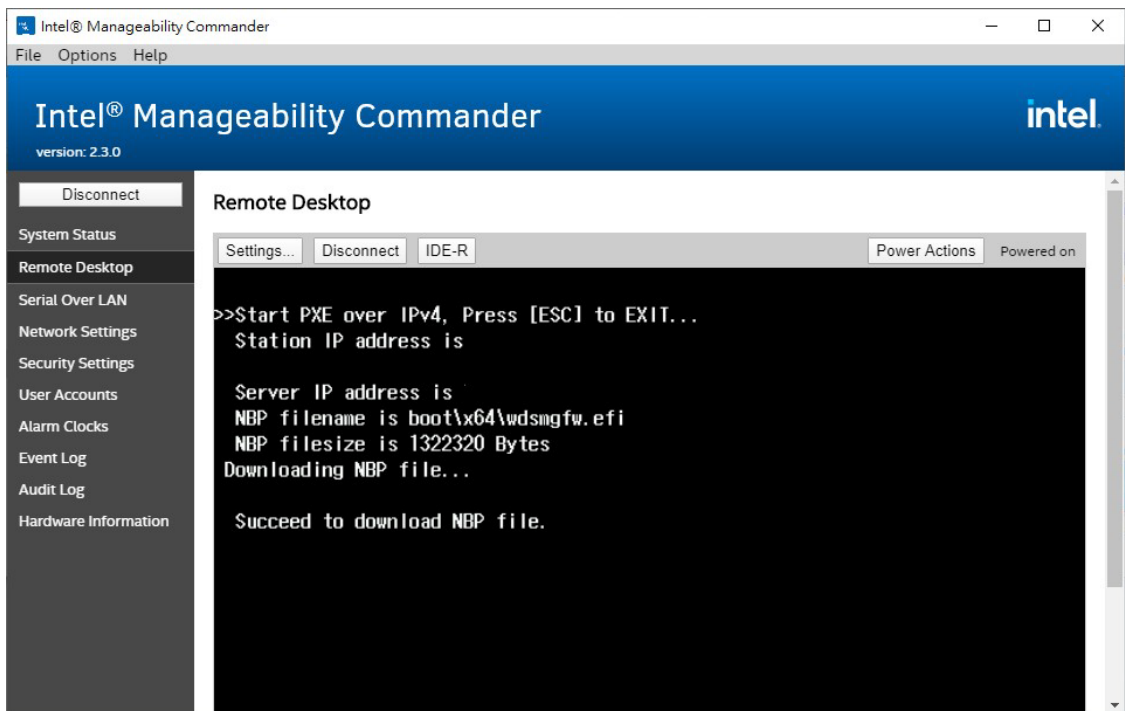 Intel® Manageability Commander
File Options Help
Intel® Manageability Commander
intel.
version: 2.3.0
Disconnect
System Status
Remote Desktop
Serial Over LAN
Network Settings
Security Settings
User Accounts
Alarm Clocks
Event Log
Audit Log
Hardware Information
Remote Desktop
Settings... Disconnect IDE-R Power Actions Powered on
>>Start PXE over IPv4, Press [ESC] to EXIT...
Station IP address is
Server IP address is
NBP filename is boot\x64\wdsmgfw.efi
NBP filesize is 1322320 Bytes
Downloading NBP file...
Succeed to download NBP file.